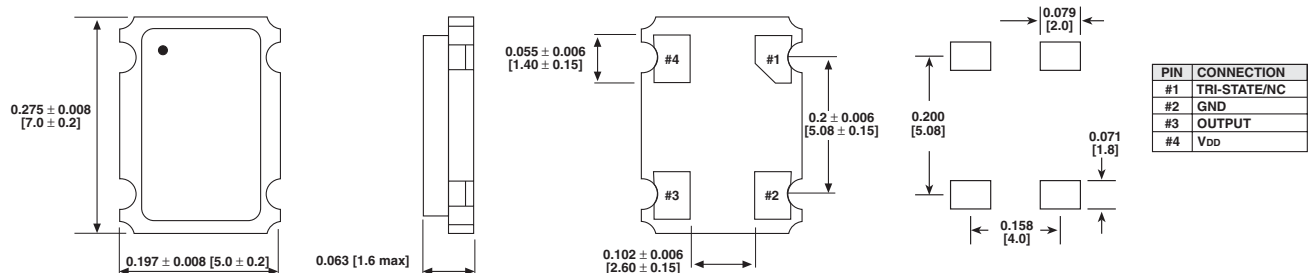 0.275 ± 0.008
[7.0 ± 0.2]
0.197 ± 0.008 [5.0 ± 0.2]
0.063 [1.6 max]
0.055 ± 0.006
[1.40 ± 0.15]
#4
#1
#3
#2
0.2 ± 0.006
[5.08 ± 0.15]
0.102 ± 0.006
[2.60 ± 0.15]
0.079
[2.0]
0.200
[5.08]
0.071
[1.8]
0.158
[4.0]
PIN CONNECTION
#1 TRI-STATE/NC
#2 GND
#3 OUTPUT
#4 VDD